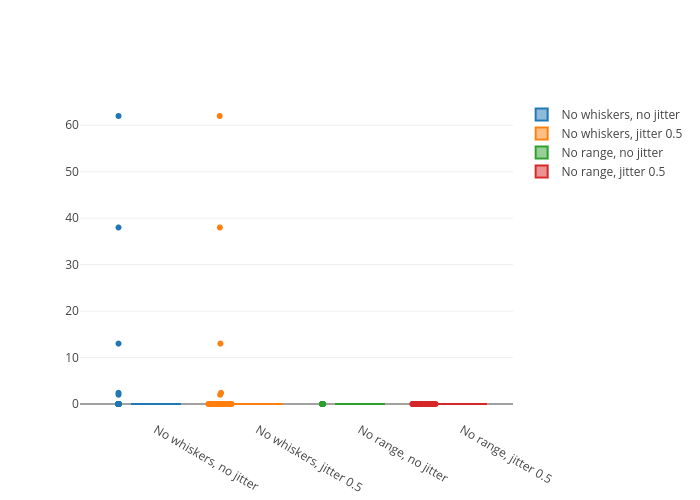 60
50
40
30
20
10
0
No whiskers, no jitter
No whiskers, jitter 0.5
No range, no jitter
No range, jitter 0.5
No whiskers, no jitter
No whiskers, jitter 0.5
No range, no jitter
No range, jitter 0.5